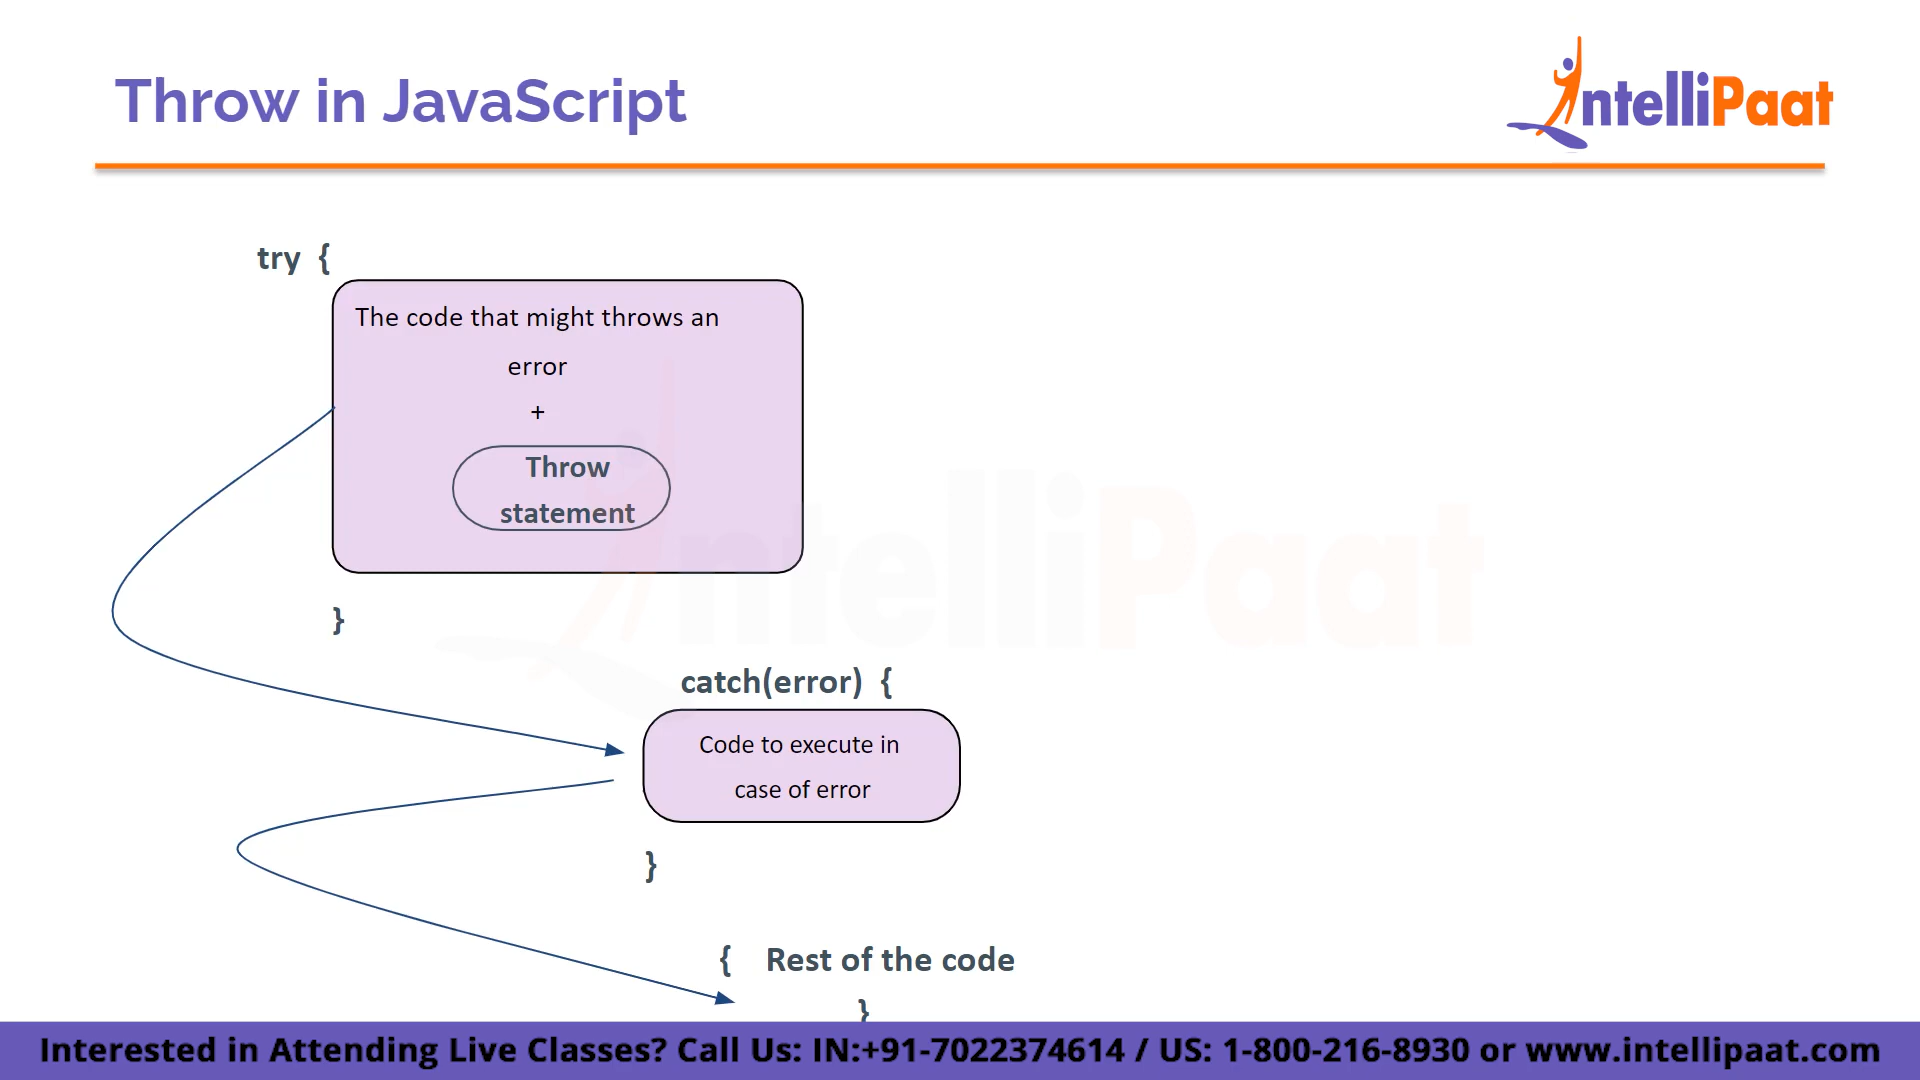 Throw in JavaScript
ntelliPaat
try {
The code that might throws an
error
+
Throw
statement
}
ntelliPaat
catch(error) {
Code to execute in
case of error
}
{ Rest of the code
}
Interested in Attending Live Classes? Call Us: IN:+91-7022374614 / US: 1-800-216-8930 or www.intellipaat.com